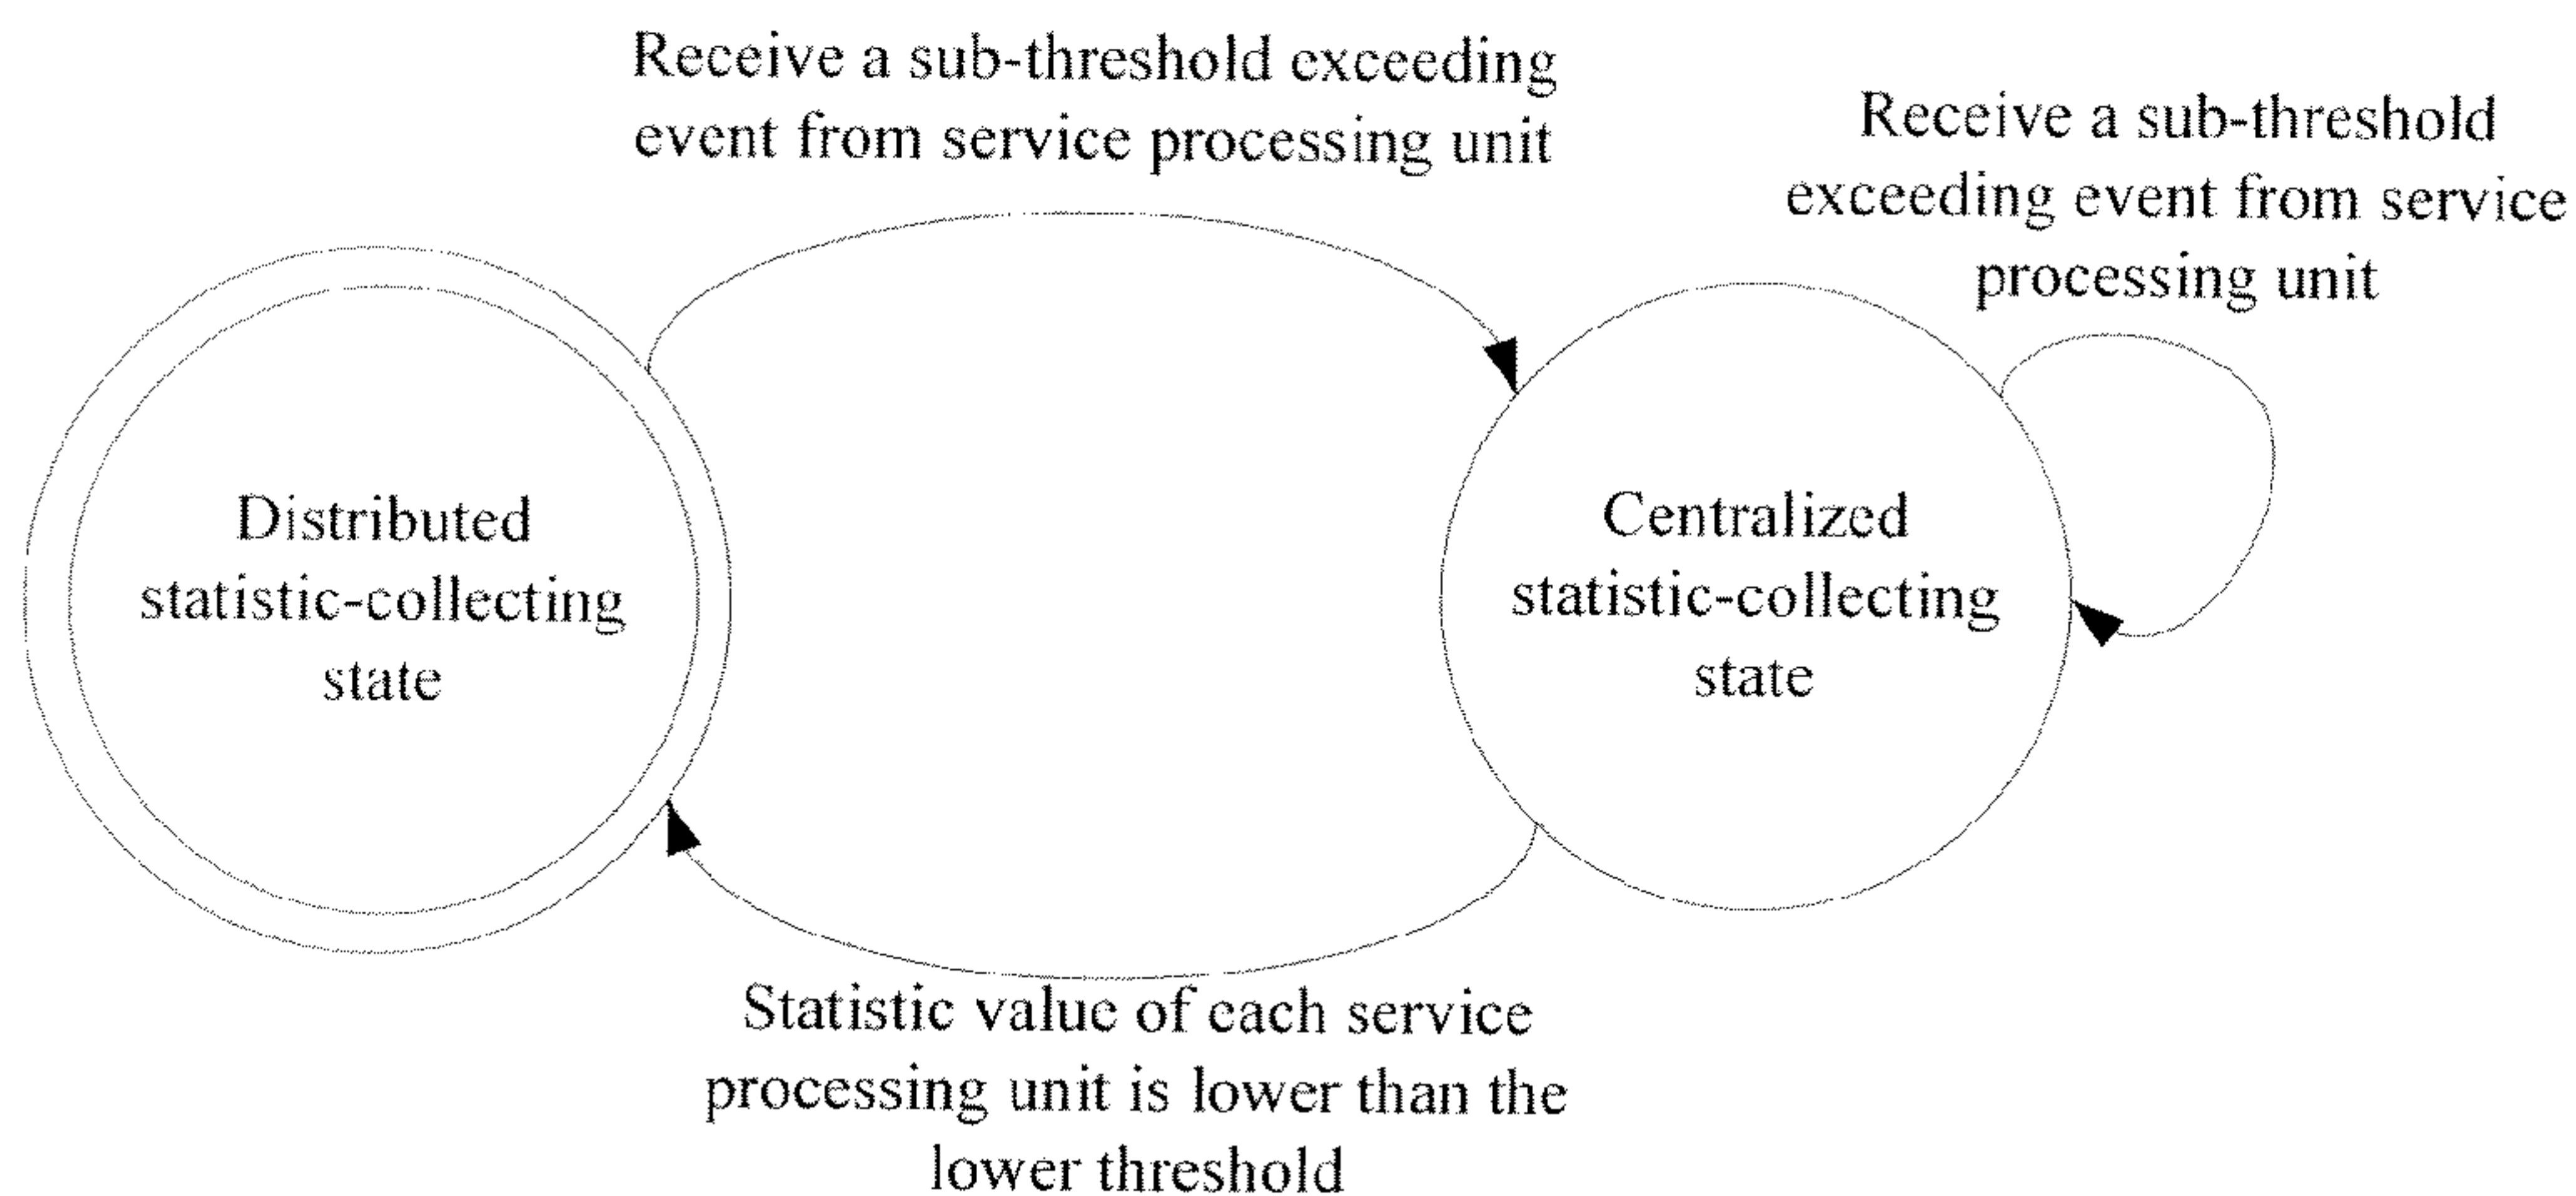 Receive a sub-threshold exceeding
event from service processing unit
Receive a sub-threshold
exceeding event from service
processing unit
Distributed
statistic-collecting
state
Centralized
statistic-collecting
state
Statistic value of each service
processing unit is lower than the
lower threshold